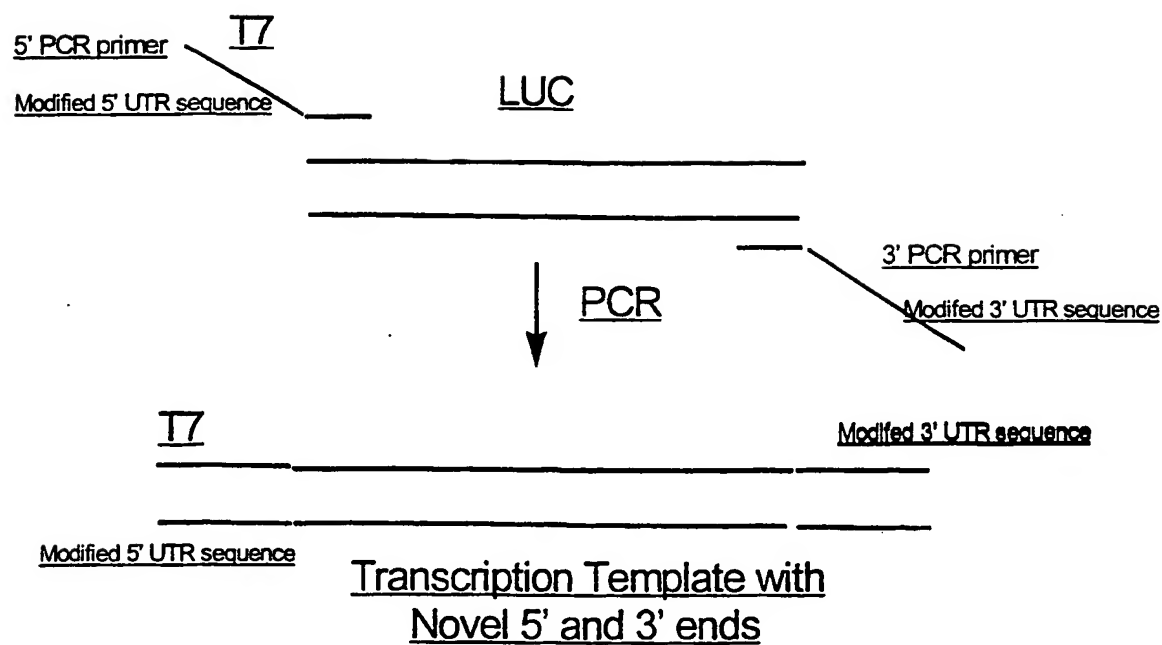 T7
5' PCR primer
Modified 5' UTR sequence
LUC
3' PCR primer
Modifed 3' UTR sequence
PCR
T7
Modifed 3' UTR sequence
Modified 5' UTR sequence
Transcription Template with
Novel 5' and 3' ends